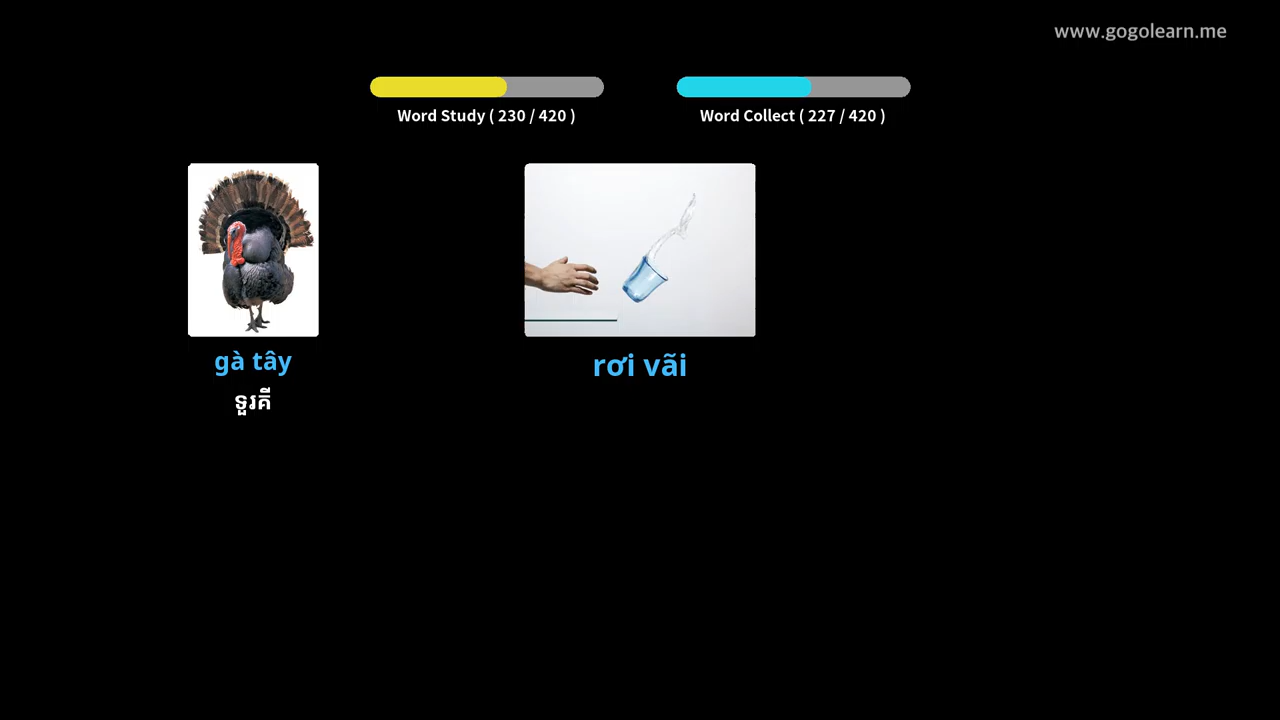 www.gogolearn.me
Word Study ( 230 / 420 )
Word Collect ( 227 / 420 )
gà tây
ទួរគី
rơi vãi